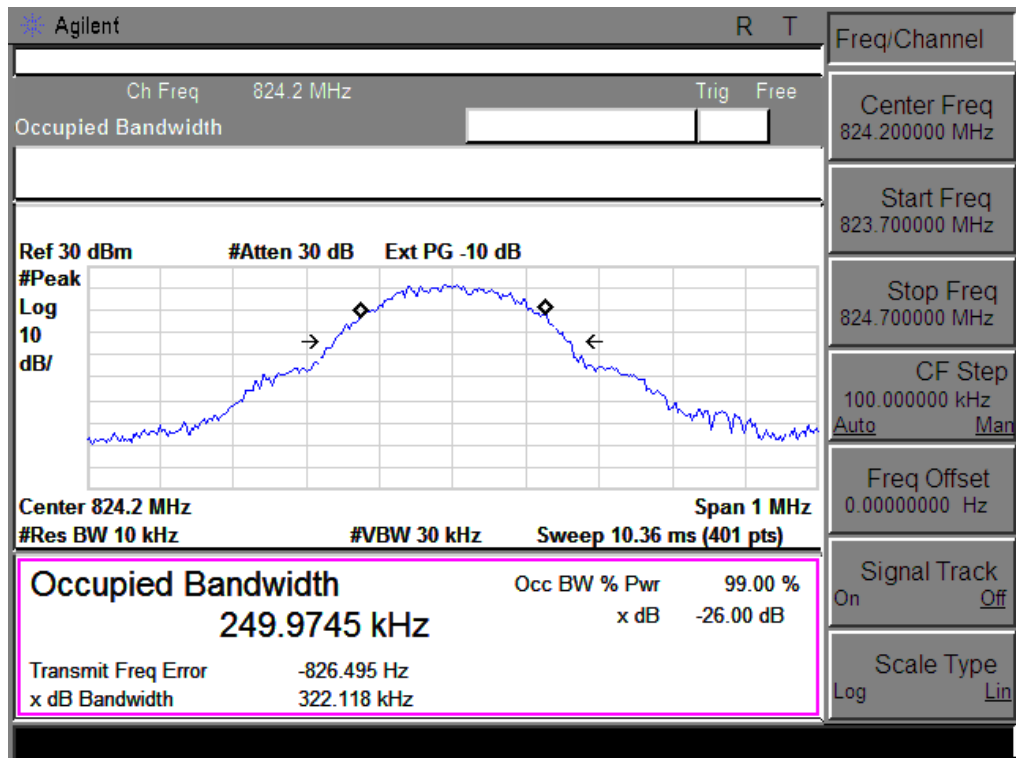 Agilent R T
Ch Freq 824.2 MHz Trig Free
Occupied Bandwidth
Ref 30 dBm #Atten 30 dB Ext PG -10 dB
#Peak
Log
10
dB/
Center 824.2 MHz Span 1 MHz
#Res BW 10 kHz #VBW 30 kHz Sweep 10.36 ms (401 pts)
Occupied Bandwidth Occ BW % Pwr 99.00 %
249.9745 kHz x dB -26.00 dB
Transmit Freq Error -826.495 Hz
x dB Bandwidth 322.118 kHz
Freq/Channel
Center Freq
824.200000 MHz
Start Freq
823.700000 MHz
Stop Freq
824.700000 MHz
CF Step
100.000000 kHz
Auto Man
Freq Offset
0.00000000 Hz
Signal Track
On Off
Scale Type
Log Lin